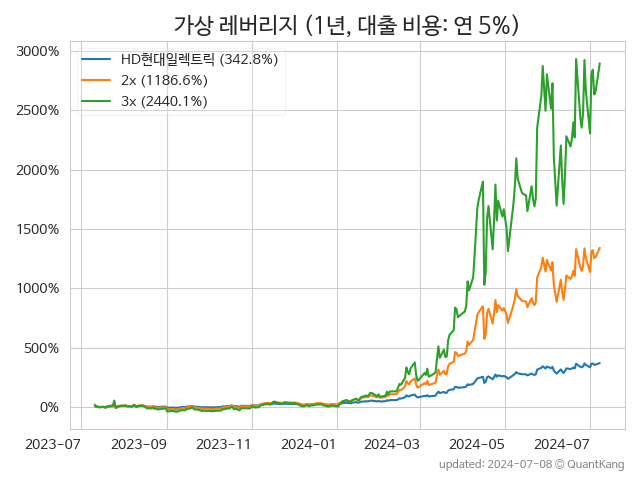 가상 레버리지 (1년, 대출 비용: 연 5%)
HD현대일렉트릭 (342.8%)
2x (1186.6%)
3x (2440.1%)
3000%
2500%
2000%
1500%
1000%
500%
0%
2023-07 2023-09 2023-11 2024-01 2024-03 2024-05 2024-07
updated: 2024-07-08 © QuantKang